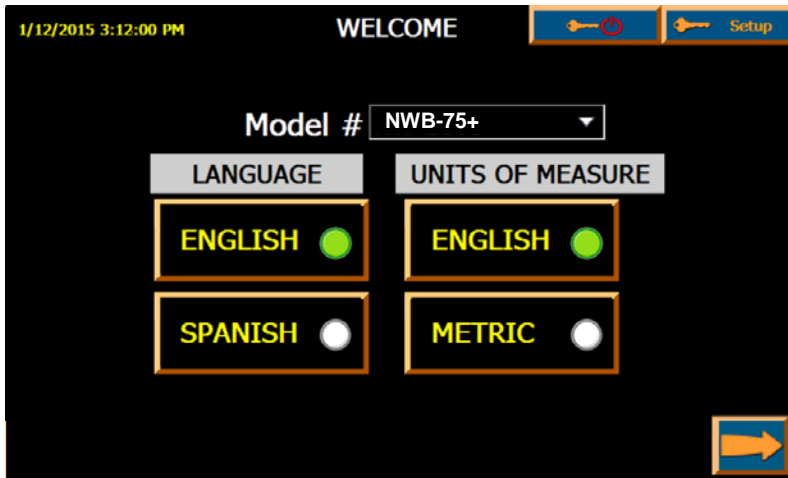 1/12/2015 3:12:00 PM WELCOME Setup
Model # NWB-75+
LANGUAGE UNITS OF MEASURE
ENGLISH ENGLISH
SPANISH METRIC